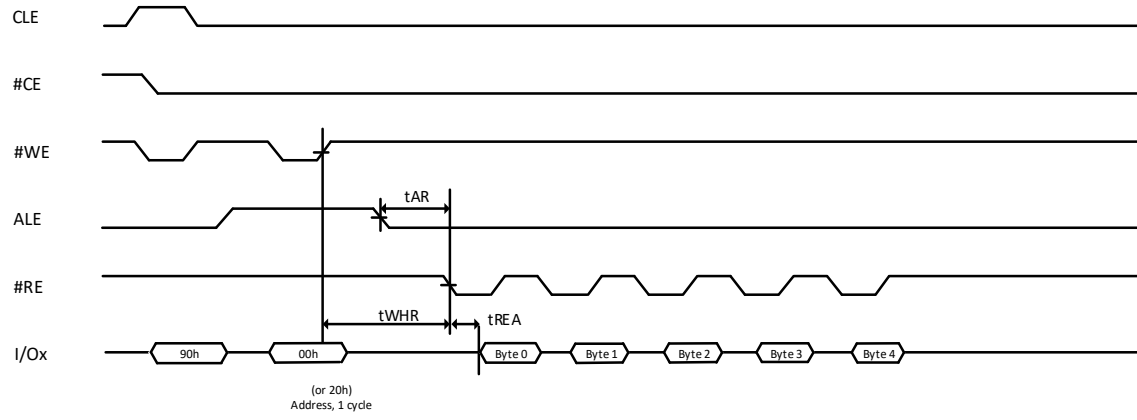 CLE
#CE
#WE
tAR
ALE
#RE
tWHR
tREA
I/Ox
90h
00h
Byte 0
Byte 1
Byte 2
Byte 3
Byte 4
(or 20h)
Address, 1 cycle